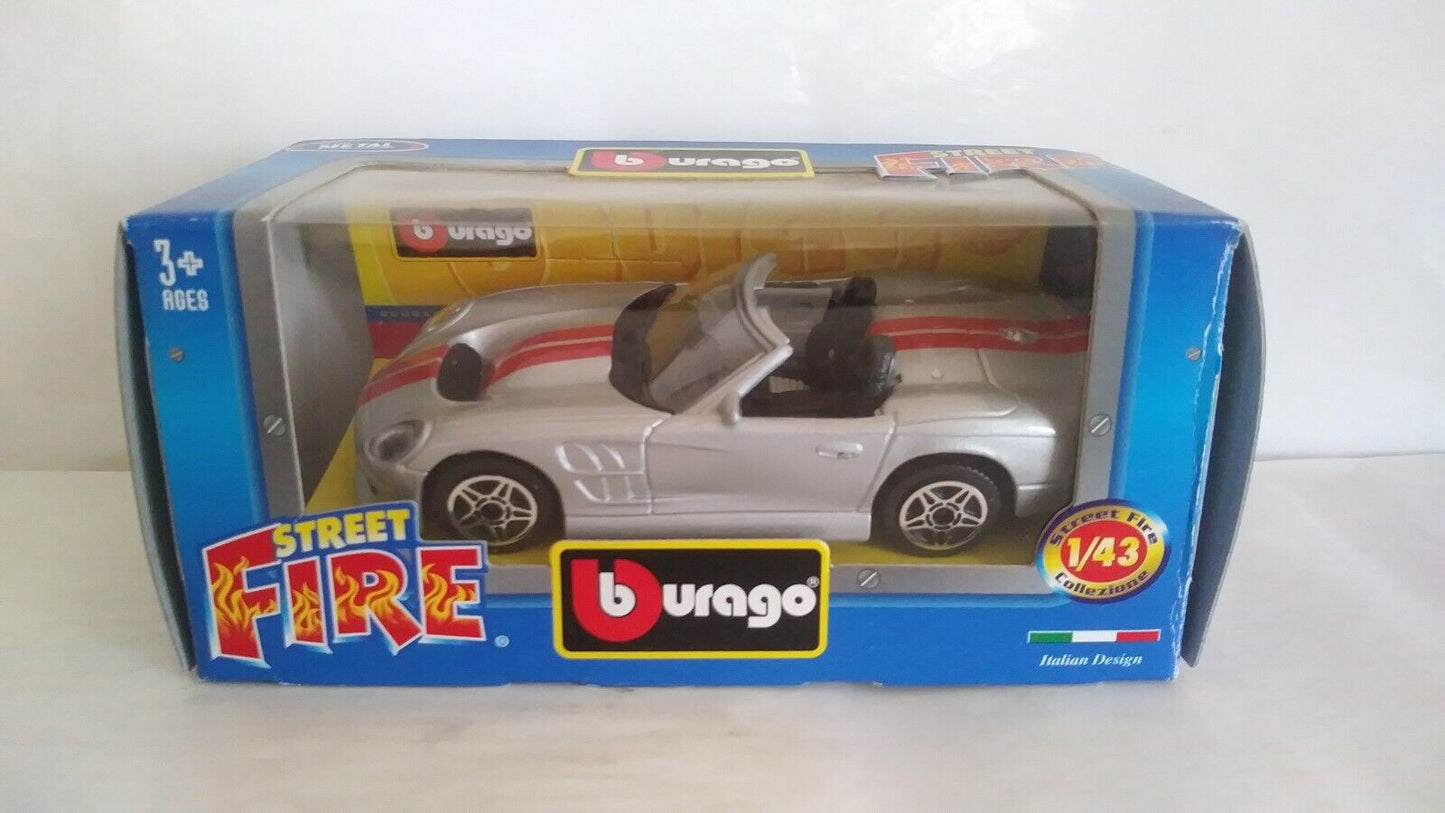 METAL
burago
STREET
FIRE
burago
3+
AGES
STREET
FIRE
®
burago®
Street Fire
1/43
Collezione
Italian Design